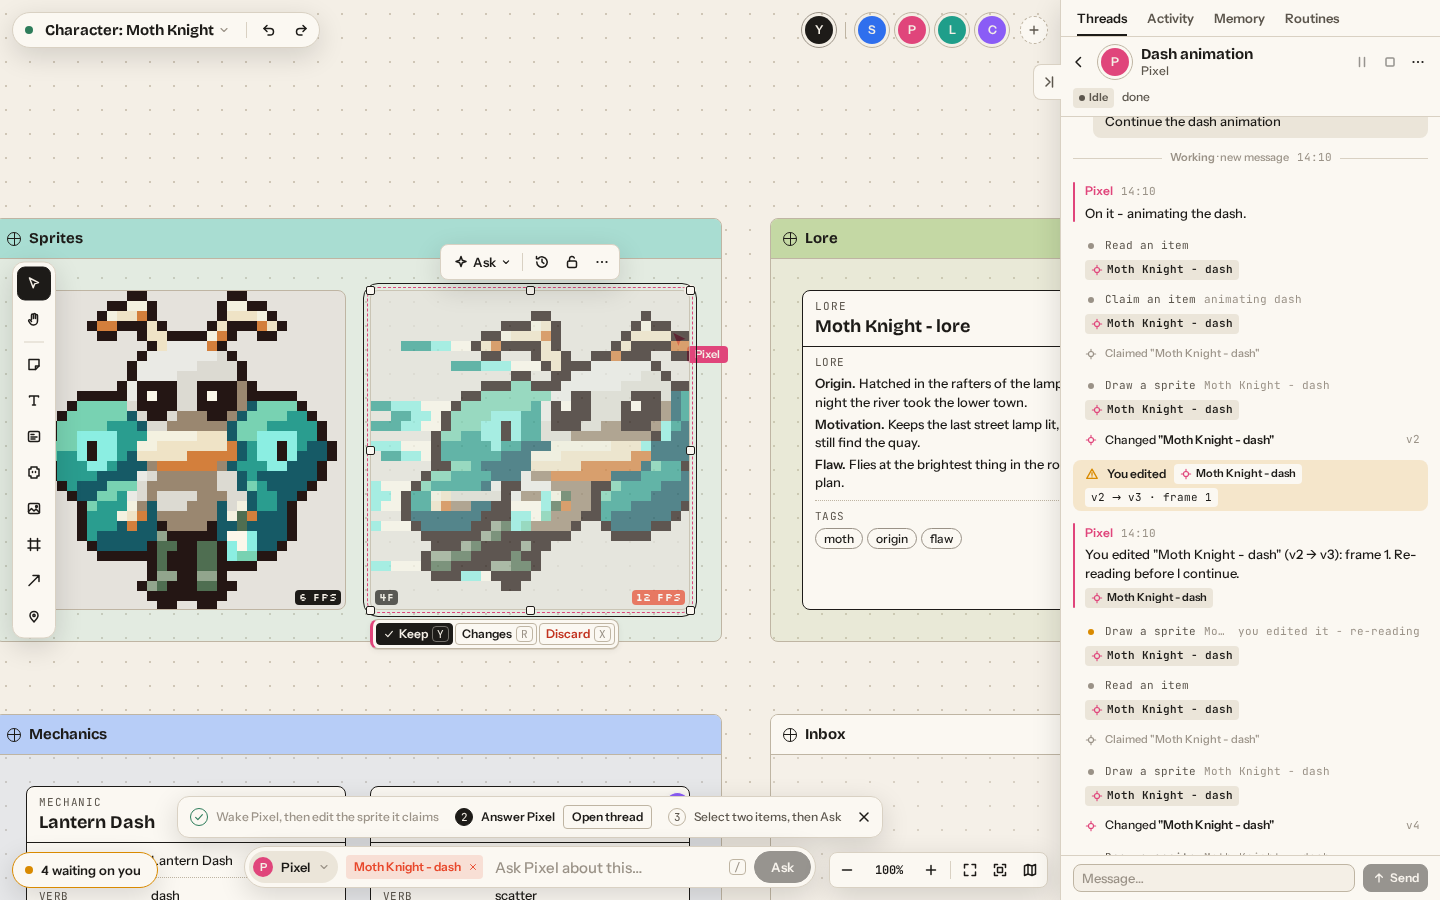 Character: Moth Knight
Y
S
P
L
C
Threads
Activity
Memory
Routines
P
Dash animation
Pixel
Idle
done
Continue the dash animation
Working · new message 14:10
Pixel 14:10
On it - animating the dash.
Read an item
Moth Knight - dash
Claim an item animating dash
Moth Knight - dash
Claimed "Moth Knight - dash"
Draw a sprite Moth Knight - dash
Moth Knight - dash
Changed "Moth Knight - dash" v2
You edited Moth Knight - dash
v2 → v3 · frame 1
Pixel 14:10
You edited "Moth Knight - dash" (v2 → v3): frame 1. Re-
reading before I continue.
Moth Knight - dash
Draw a sprite Mo… you edited it - re-reading
Moth Knight - dash
Read an item
Moth Knight - dash
Claimed "Moth Knight - dash"
Draw a sprite Moth Knight - dash
Moth Knight - dash
Changed "Moth Knight - dash" v4
Message...
Send
Sprites
Ask
Pixel
6 FPS
4F
12 FPS
Keep Y
Changes R
Discard X
Lore
LORE
Moth Knight - lore
LORE
Origin. Hatched in the rafters of the lamp
night the river took the lower town.
Motivation. Keeps the last street lamp lit,
still find the quay.
Flaw. Flies at the brightest thing in the ro
plan.
TAGS
moth
origin
flaw
Mechanics
MECHANIC
Lantern Dash
Lantern Dash
VERB
dash
VERB
scatter
Inbox
Wake Pixel, then edit the sprite it claims
2 Answer Pixel
Open thread
3 Select two items, then Ask
4 waiting on you
P Pixel
Moth Knight - dash ×
Ask Pixel about this...
/
Ask
100%